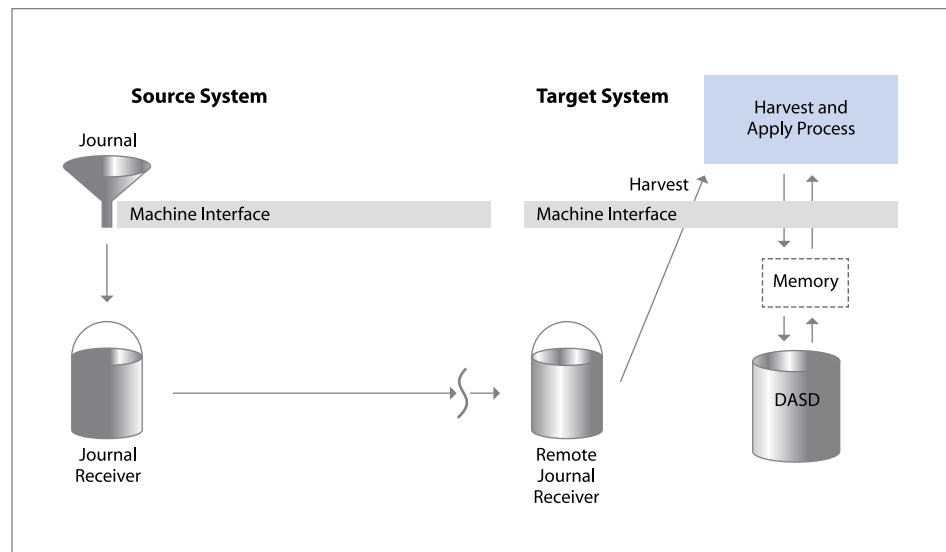 Source System
Target System
Harvest and
Apply Process
Journal
Harvest
Machine Interface
Machine Interface
Memory
DASD
Journal
Receiver
Remote
Journal
Receiver